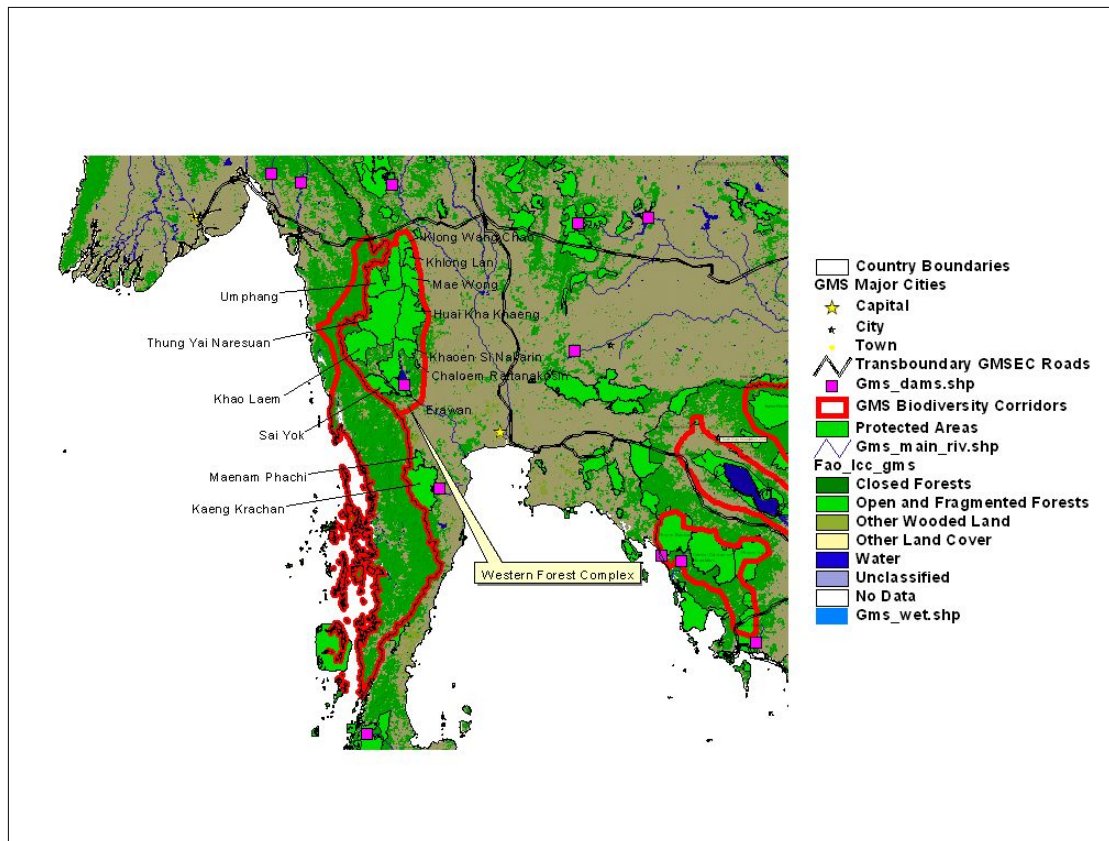 Klong Wang Chao
Khlong Lan
Mae Wong
Umphang
Huai Kha Khaeng
Thung Yai Naresuan
Khaoen Si Nakarin
Chaloem Rattanakosin
Khao Laem
Erawan
Sai Yok
Maenam Phachi
Kaeng Krachan
Western Forest Complex
Country Boundaries
GMS Major Cities
Capital
City
Town
Transboundary GMSEC Roads
Gms_dams.shp
GMS Biodiversity Corridors
Protected Areas
Gms_main_riv.shp
Fao_lcc_gms
Closed Forests
Open and Fragmented Forests
Other Wooded Land
Other Land Cover
Water
Unclassified
No Data
Gms_wet.shp